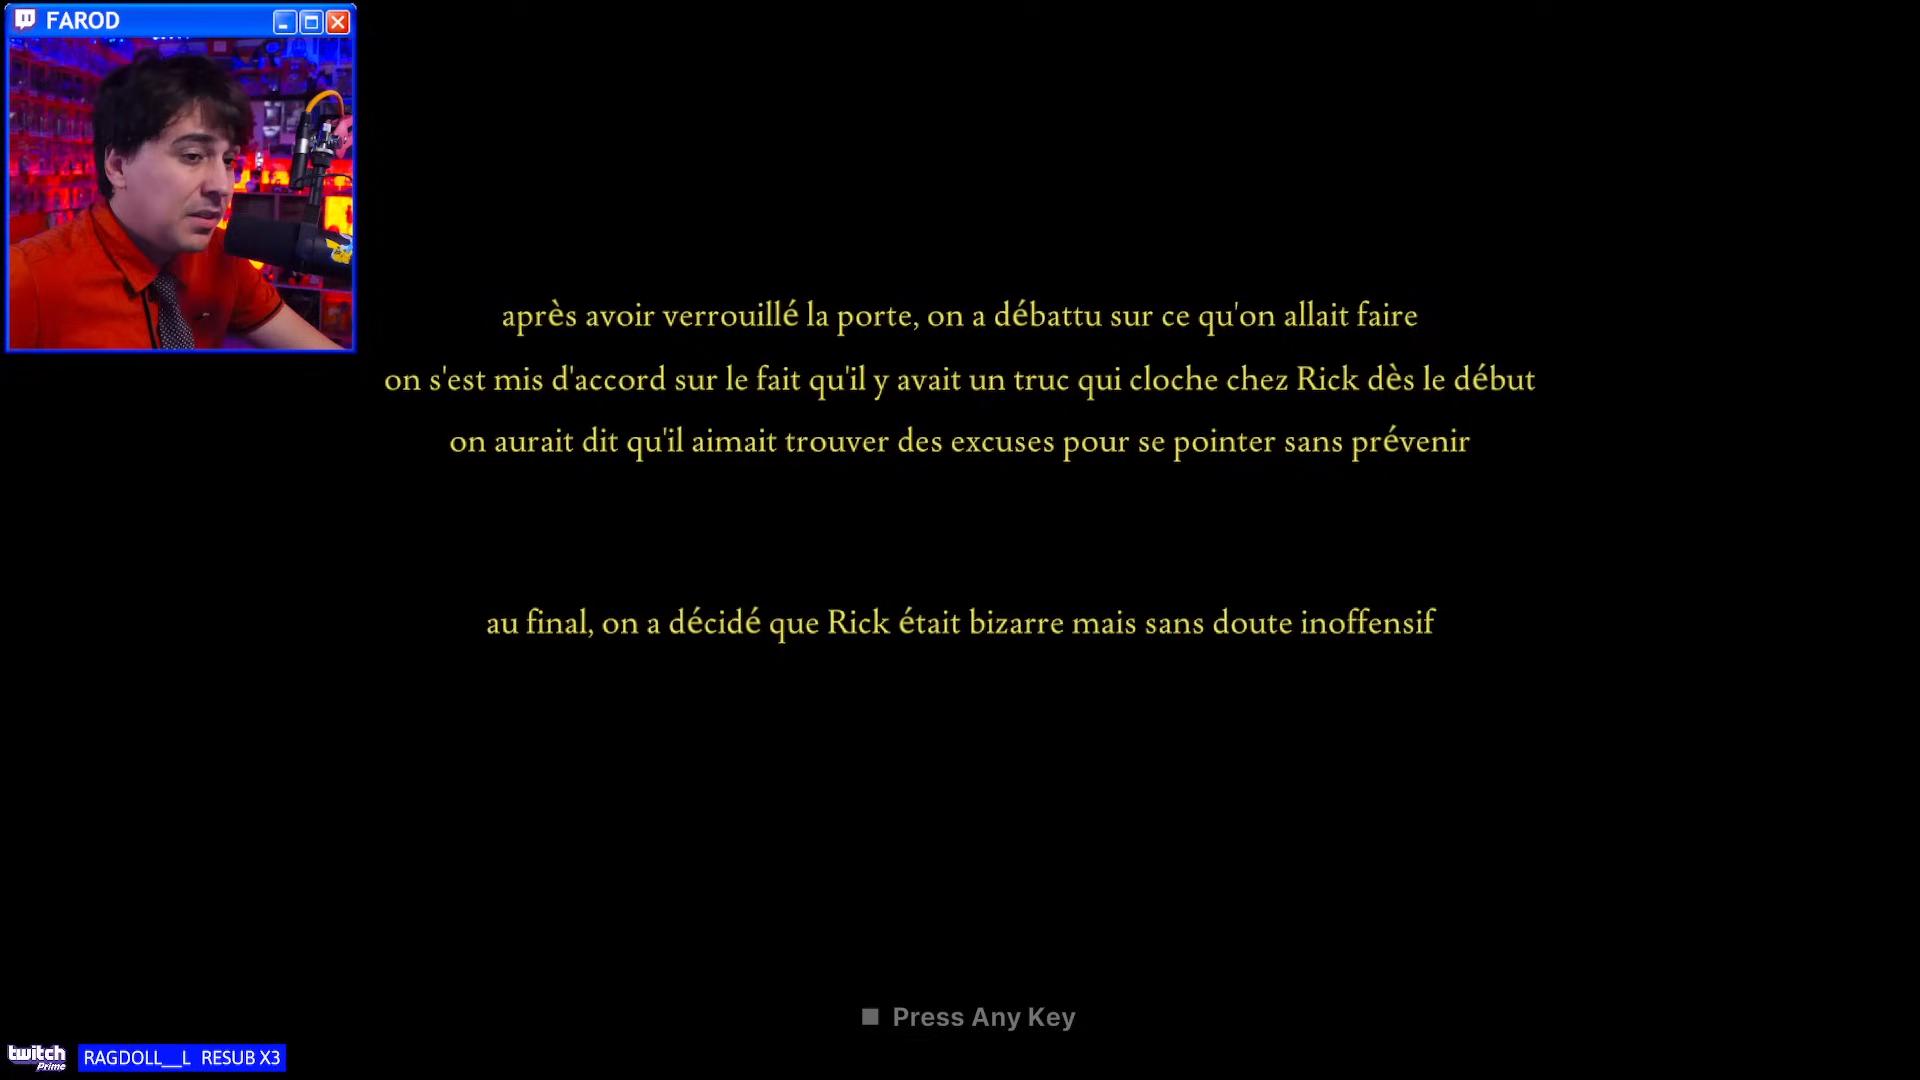 FAROD
après avoir verrouillé la porte, on a débattu sur ce qu'on allait faire
on s'est mis d'accord sur le fait qu'il y avait un truc qui cloche chez Rick dès le début
on aurait dit qu'il aimait trouver des excuses pour se pointer sans prévenir
au final, on a décidé que Rick était bizarre mais sans doute inoffensif
Press Any Key
twitch
Prime
RAGDOLL__L RESUB X3